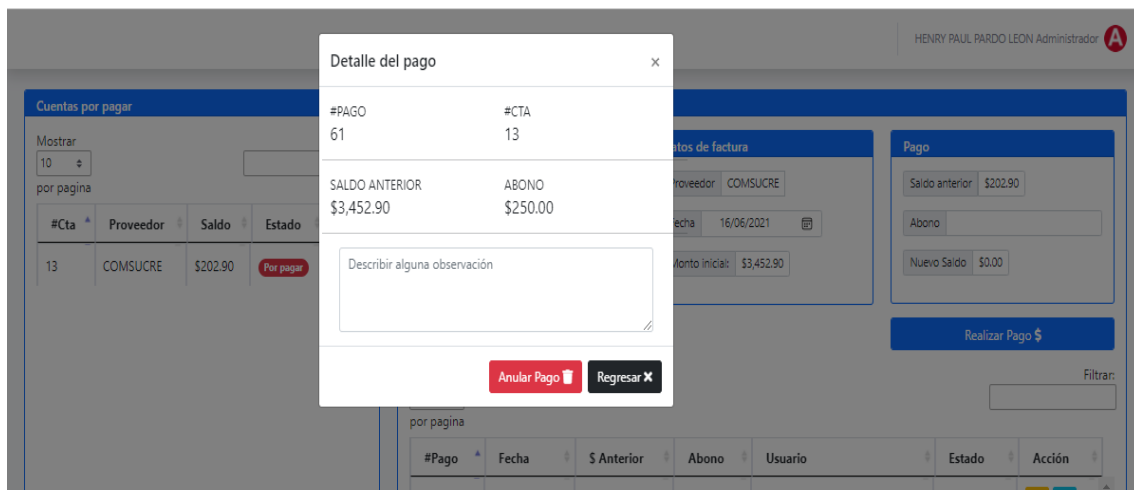 HENRY PAUL PARDO LEON Administrador A
Detalle del pago ×
#PAGO #CTA
61 13
SALDO ANTERIOR ABONO
$3,452.90 $250.00
Describir alguna observación
Anular Pago Regresar
Cuentas por pagar
Mostrar
10
por pagina
#Cta Proveedor Saldo Estado
13 COMSUCRE $202.90 Por pagar
atos de factura
Proveedor COMSUCRE
echa 16/06/2021
Monto inicial: $3,452.90
Pago
Saldo anterior $202.90
Abono
Nuevo Saldo $0.00
Realizar Pago $
Filtrar:
por pagina
#Pago Fecha $ Anterior Abono Usuario Estado Acción